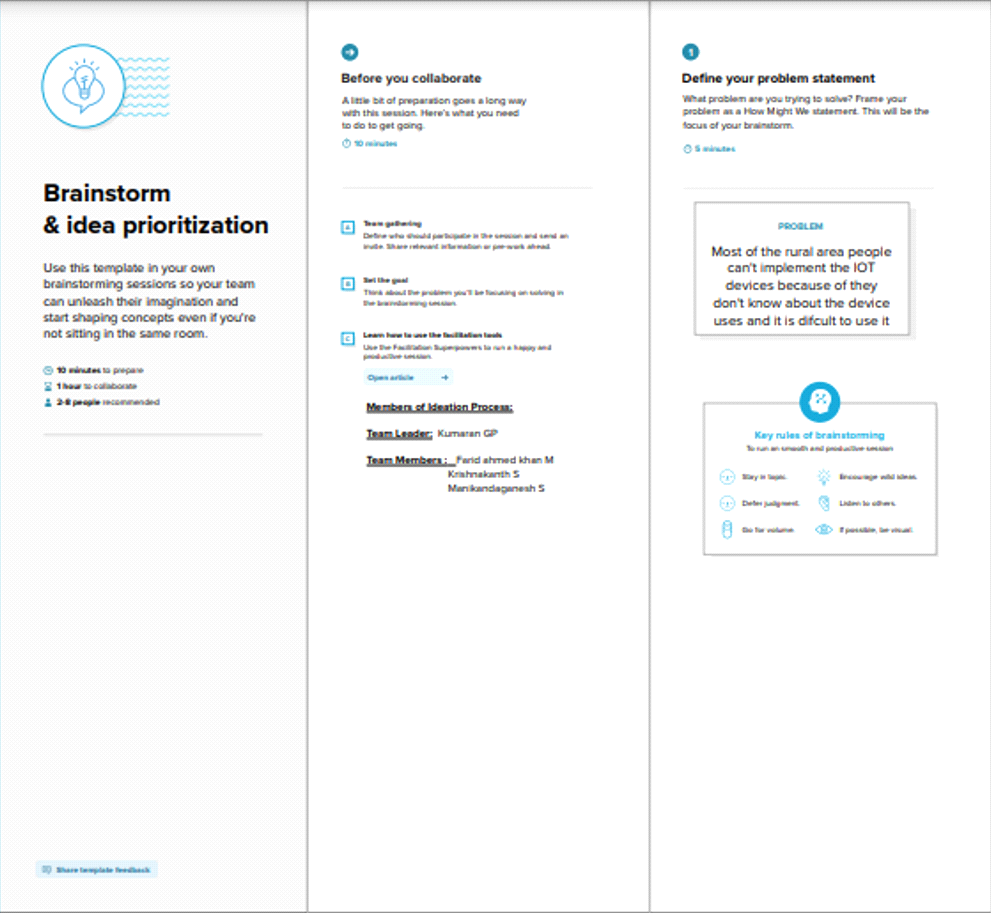 Brainstorm
& idea prioritization
Use this template in your own
brainstorming sessions so your team
can unleash their imagination and
start shaping concepts even if you're
not sitting in the same room.
10 minutes to prepare
1 hour to collaborate
2-8 people recommended
Share template feedback
Before you collaborate
A little bit of preparation goes a long way
with this session. Here's what you need
to do to get going.
10 minutes
A
Team gathering
Define who should participate in the session and send an
invite. Share relevant information or pre-work ahead.
B
Set the goal
Think about the problem you'll be focusing on solving in
the brainstorming session.
C
Learn how to use the facilitation tools
Use the Facilitation Superpowers to run a happy and
productive session.
Open article
Members of Ideation Process:
Team Leader: Kumaran GP
Team Members : Farid ahmed khan M
Krishnakanth S
Manikandaganesh S
1
Define your problem statement
What problem are you trying to solve? Frame your
problem as a How Might We statement. This will be the
focus of your brainstorm.
5 minutes
PROBLEM
Most of the rural area people
can't implement the IOT
devices because of they
don't know about the device
uses and it is difcult to use it
Key rules of brainstorming
To run an smooth and productive session
Stay in topic.
Encourage wild ideas.
Defer judgment.
Listen to others.
Go for volume.
If possible, be visual.